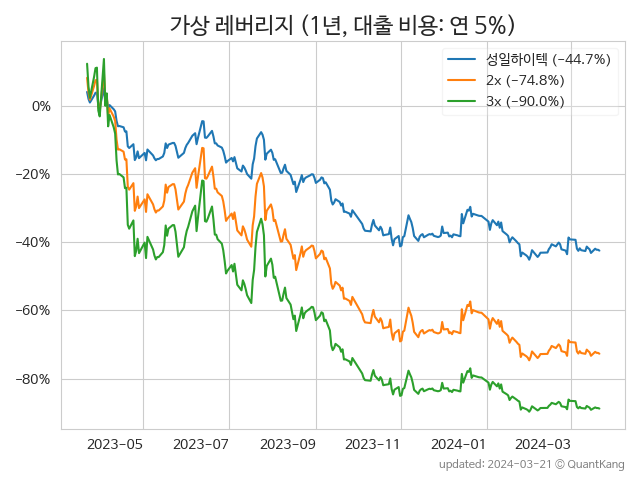 가상 레버리지 (1년, 대출 비용: 연 5%)
성일하이텍 (−44.7%)
2x (−74.8%)
3x (−90.0%)
0%
−20%
−40%
−60%
−80%
2023-05 2023-07 2023-09 2023-11 2024-01 2024-03
updated: 2024-03-21 © QuantKang